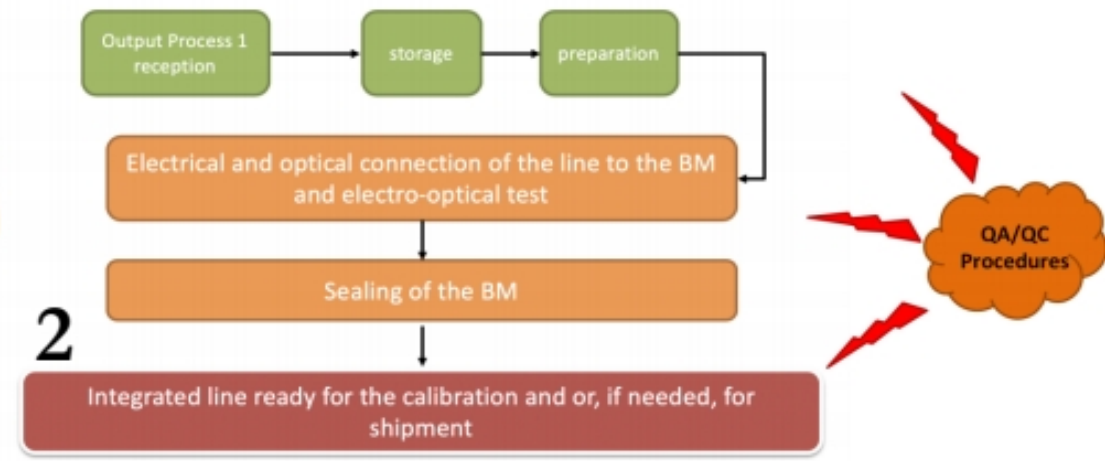 Output Process 1
reception
storage
preparation
Electrical and optical connection of the line to the BM
and electro-optical test
QA/QC
Procedures
Sealing of the BM
2
Integrated line ready for the calibration and or, if needed, for
shipment